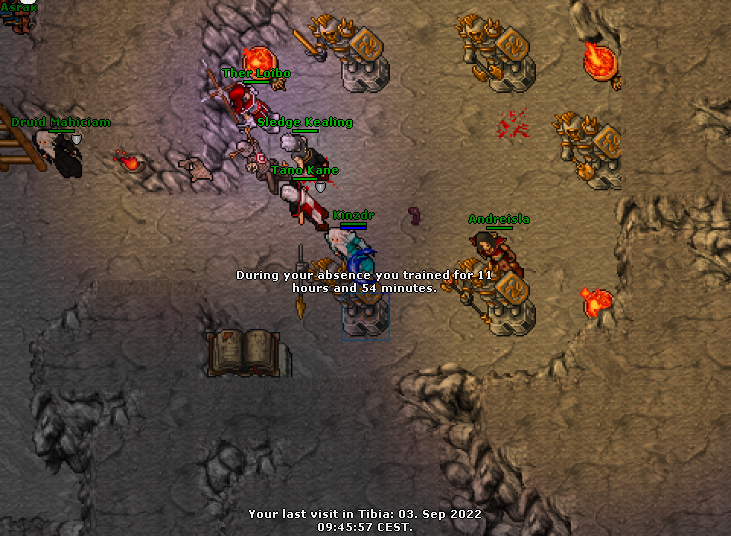 Asrak
Ther Loibo
Druid Mahiciam
Sledge Kealing
Tano Kane
Kinzdr
Andreisla
During your absence you trained for 11
hours and 54 minutes.
Your last visit in Tibia: 03. Sep 2022
09:45:57 CEST.